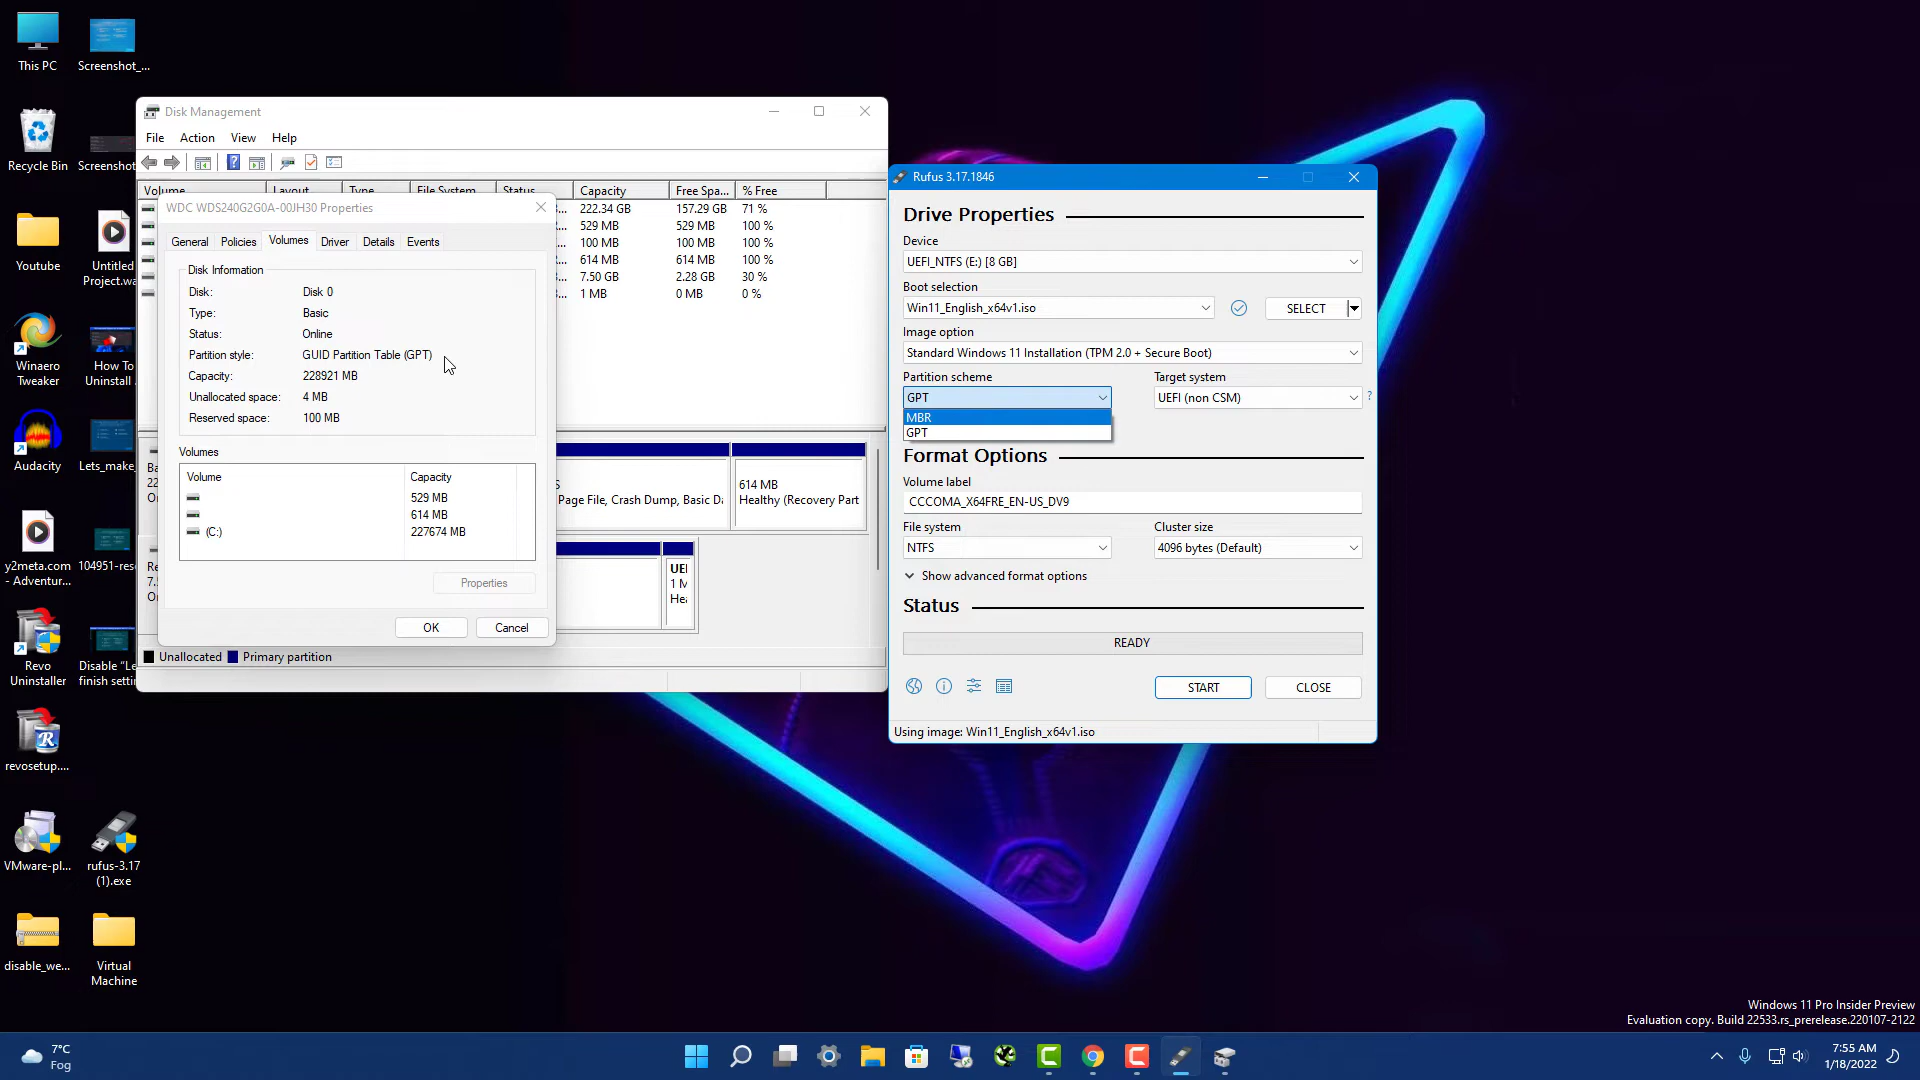 This PC
Screenshot_...
Recycle Bin
Screenshot
Youtube
Untitled
Project.wa
Winaero
Tweaker
How To
Uninstall ..
Audacity
Lets_make_
y2meta.com
- Adventur...
104951-res
Revo
Uninstaller
Disable “Le
finish setti
revosetup....
VMware-pl...
rufus-3.17
(1).exe
disable_we...
Virtual
Machine
Disk Management
File Action View Help
Volume Layout Type File System Status Capacity Free Spa... % Free
222.34 GB 157.29 GB 71 %
529 MB 529 MB 100 %
100 MB 100 MB 100 %
614 MB 614 MB 100 %
7.50 GB 2.28 GB 30 %
1 MB 0 MB 0 %
Page File, Crash Dump, Basic Da
614 MB
Healthy (Recovery Part
Ba
22
On
Re
7.5
On
UEI
1 M
Hea
Unallocated Primary partition
WDC WDS240G2G0A-00JH30 Properties
General Policies Volumes Driver Details Events
Disk Information
Disk: Disk 0
Type: Basic
Status: Online
Partition style: GUID Partition Table (GPT)
Capacity: 228921 MB
Unallocated space: 4 MB
Reserved space: 100 MB
Volumes
Volume Capacity
529 MB
614 MB
(C:) 227674 MB
Properties
OK Cancel
Rufus 3.17.1846
Drive Properties
Device
UEFI_NTFS (E:) [8 GB]
Boot selection
Win11_English_x64v1.iso SELECT
Image option
Standard Windows 11 Installation (TPM 2.0 + Secure Boot)
Partition scheme Target system
GPT UEFI (non CSM) ?
MBR
GPT
Format Options
Volume label
CCCOMA_X64FRE_EN-US_DV9
File system Cluster size
NTFS 4096 bytes (Default)
Show advanced format options
Status
READY
START CLOSE
Using image: Win11_English_x64v1.iso
Windows 11 Pro Insider Preview
Evaluation copy. Build 22533.rs_prerelease.220107-2122
7°C
Fog
7:55 AM
1/18/2022